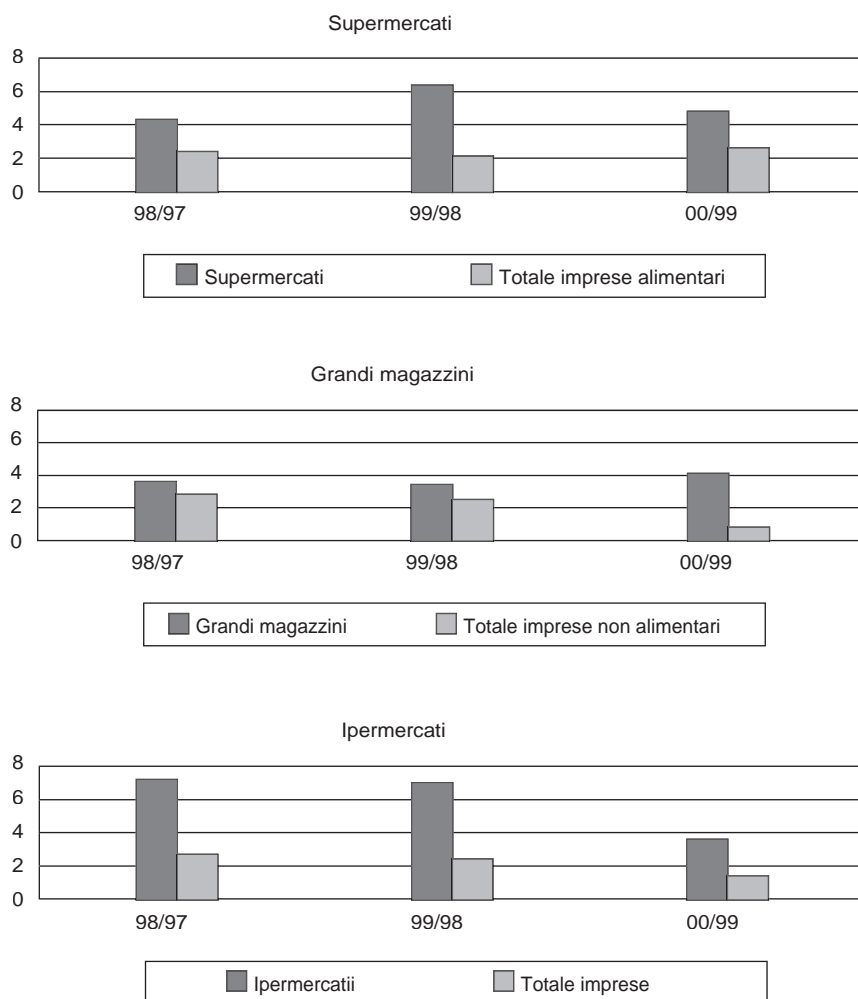 Supermercati
8
6
4
2
0
98/97 99/98 00/99
Supermercati Totale imprese alimentari
Grandi magazzini
8
6
4
2
0
98/97 99/98 00/99
Grandi magazzini Totale imprese non alimentari
Ipermercati
8
6
4
2
0
98/97 99/98 00/99
Ipermercatii Totale imprese